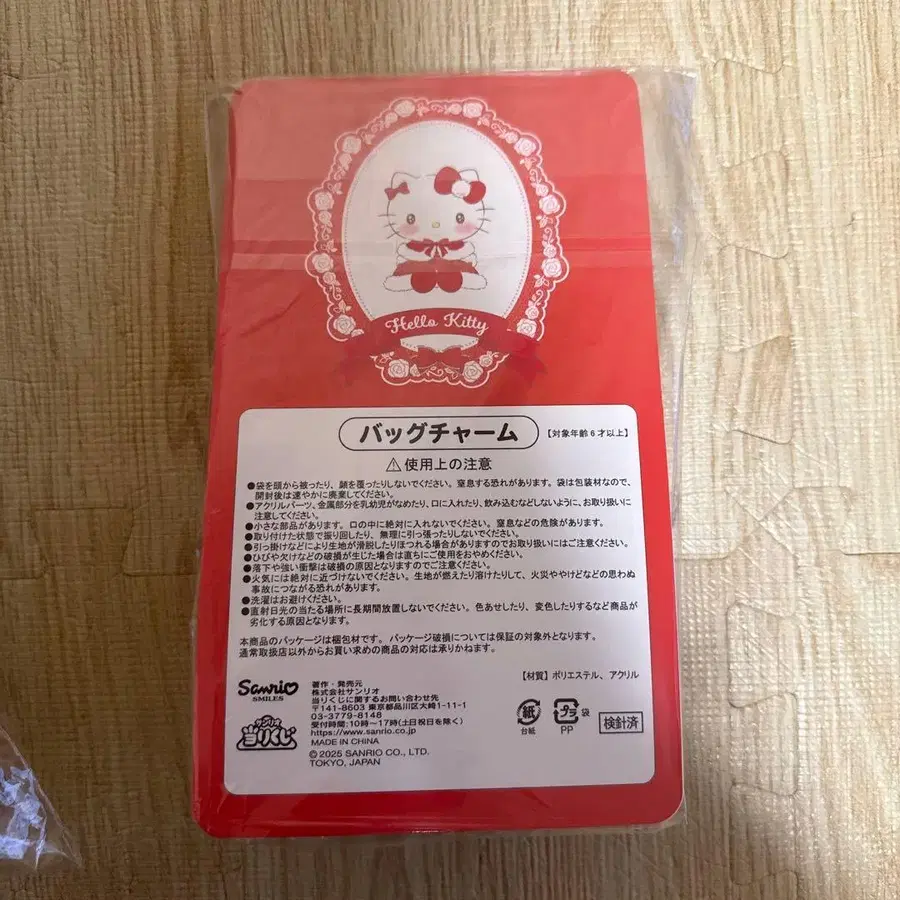 Hello Kitty
バッグチャーム
【対象年齢6才以上】
⚠使用上の注意
●袋を頭から被ったり、顔を覆ったりしないでください。窒息する恐れがあります。袋は包装材なので、
開封後は速やかに廃棄してください。
●アクリルパーツ、金属部分を乳幼児がなめたり、口に入れたり、飲み込むなどしないように、お取り扱いに
注意してください。
●小さな部品があります。口の中に絶対に入れないでください。窒息などの危険があります。
●取り付けた状態で振り回したり、無理に引っ張ったりしないでください。
●引っ掛けなどにより生地が滑脱したりほつれる場合がありますのでお取り扱いにはご注意ください。
●ひびや欠けなどの破損が生じた場合は直ちにご使用をおやめください。
●落下や強い衝撃は破損の原因となりますのでご注意ください。
●火気には絶対に近づけないでください。生地が燃えたり溶けたりして、火災ややけどなどの思わぬ
事故につながる恐れがあります。
●洗濯はお避けください。
●直射日光の当たる場所に長期間放置しないでください。色あせしたり、変色したりするなど商品が
劣化する原因となります。
本商品のパッケージは梱包材です。パッケージ破損については保証の対象外となります。
通常取扱店以外からお買い求めの商品の対応は承りかねます。
【材質】ポリエステル、アクリル
Sanrio
SMILES
サンリオ
当りくじ
著作・発売元
株式会社サンリオ
当りくじに関するお問い合わせ先
〒141-8603 東京都品川区大崎1-11-1
03-3779-8148
受付時間:10時～17時(土日祝日を除く)
https://www.sanrio.co.jp
MADE IN CHINA
© 2025 SANRIO CO., LTD.
TOKYO, JAPAN
紙
台紙
プラ
袋
PP
検針済